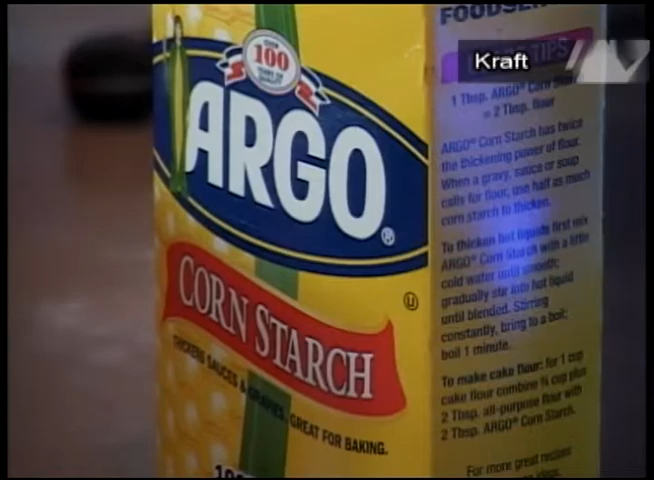 Kraft
OVER
100
ARGO®
CORN STARCH
THICKENS SAUCES & GRAVIES. GREAT FOR BAKING.
TIPS
1 Tbsp. ARGO® Corn
= 2 Tbsp. flour
ARGO® Corn Starch has twice
the thickening power of flour.
When a gravy, sauce or soup
calls for flour, use half as much
corn starch to thicken.
To thicken hot liquids first mix
ARGO® Corn Starch with a little
cold water until smooth;
gradually stir into hot liquid
until blended. Stirring
constantly, bring to a boil;
boil 1 minute.
To make cake flour: for 1 cup
cake flour combine ¾ cup plus
2 Tbsp. all-purpose flour with
2 Tbsp. ARGO® Corn Starch.
For more great recipes